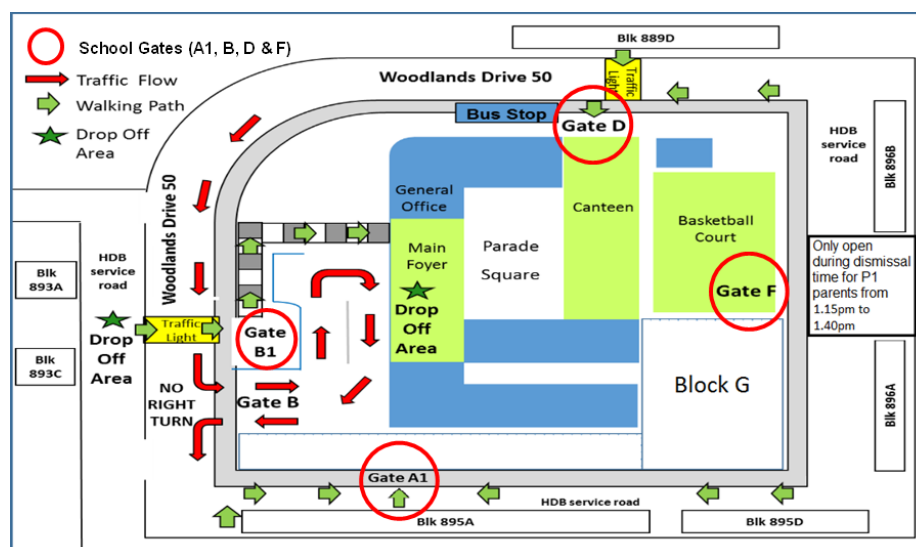 School Gates (A1, B, D & F)
Traffic Flow
Walking Path
Drop Off
Area
Blk 889D
Woodlands Drive 50
Traffic
Light
Bus Stop
Gate D
HDB
service
road
Blk 896B
Woodlands Drive 50
General
Office
Canteen
Basketball
Court
Parade
Square
Main
Foyer
Drop
Off
Area
Gate F
Only open
during dismissal
time for P1
parents from
1.15pm to
1.40pm
Blk
893A
HDB
service
road
Drop
Off
Area
Traffic
Light
Gate
B1
Blk
893C
NO
RIGHT
TURN
Gate B
Block G
Blk 896A
Gate A1
HDB service road
Blk 895A
Blk 895D